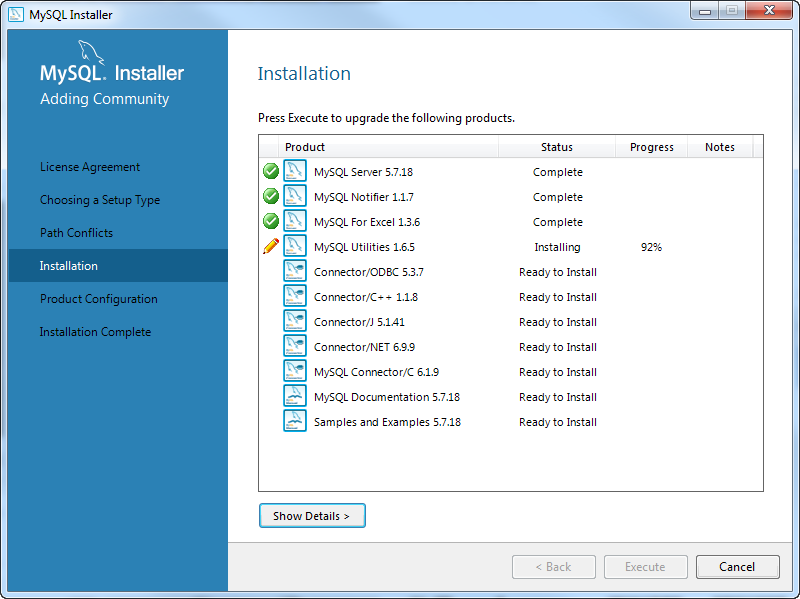 MySQL Installer
MySQL. Installer
Adding Community
License Agreement
Choosing a Setup Type
Path Conflicts
Installation
Product Configuration
Installation Complete
Installation
Press Execute to upgrade the following products.
Product Status Progress Notes
MySQL Server 5.7.18 Complete
MySQL Notifier 1.1.7 Complete
MySQL For Excel 1.3.6 Complete
MySQL Utilities 1.6.5 Installing 92%
Connector/ODBC 5.3.7 Ready to Install
Connector/C++ 1.1.8 Ready to Install
Connector/J 5.1.41 Ready to Install
Connector/NET 6.9.9 Ready to Install
MySQL Connector/C 6.1.9 Ready to Install
MySQL Documentation 5.7.18 Ready to Install
Samples and Examples 5.7.18 Ready to Install
Show Details >
< Back Execute Cancel